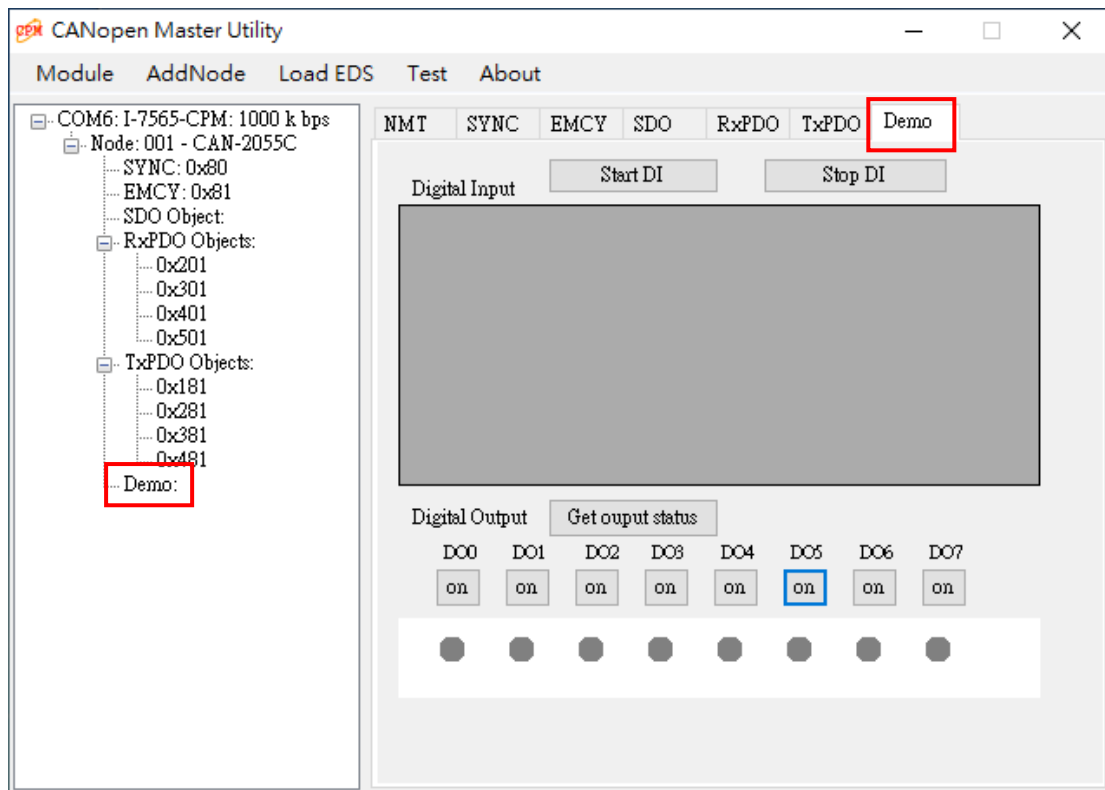 CPM CANopen Master Utility
Module AddNode Load EDS Test About
COM6: I-7565-CPM: 1000 k bps
Node: 001 - CAN-2055C
SYNC: 0x80
EMCY: 0x81
SDO Object:
RxPDO Objects:
0x201
0x301
0x401
0x501
TxPDO Objects:
0x181
0x281
0x381
0x481
Demo:
NMT SYNC EMCY SDO RxPDO TxPDO Demo
Digital Input Start DI Stop DI
Digital Output Get ouput status
DO0 DO1 DO2 DO3 DO4 DO5 DO6 DO7
on on on on on on on on